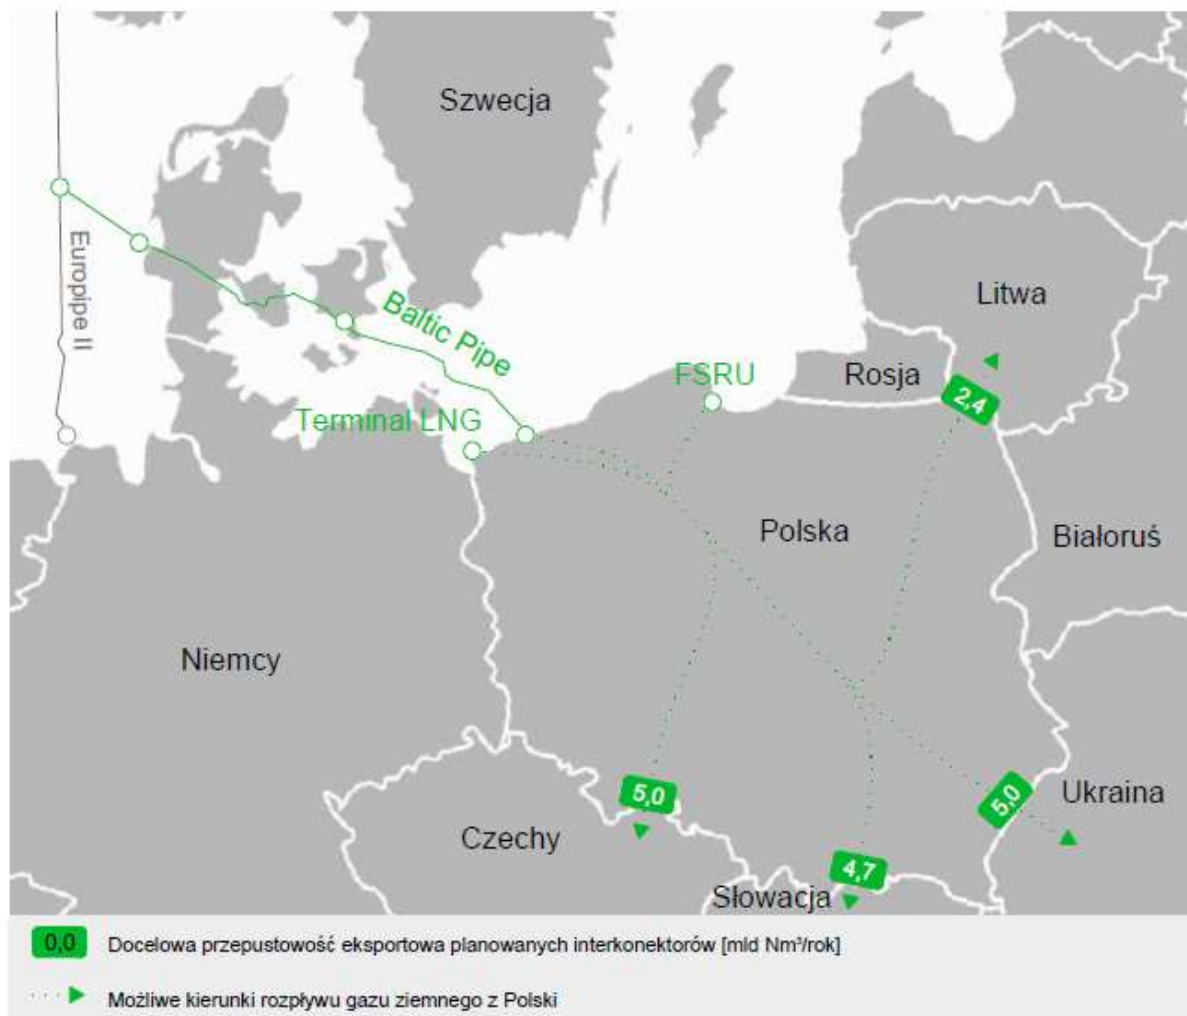 Szwecja
Europipe II
Baltic Pipe
Litwa
FSRU
Rosja
2,4
Terminal LNG
Polska
Białoruś
Niemcy
5,0
5,0
Ukraina
Czechy
4,7
Słowacja
0,0 Docelowa przepustowość eksportowa planowanych interkonektorów [mld Nm³/rok]
Możliwe kierunki rozpływu gazu ziemnego z Polski